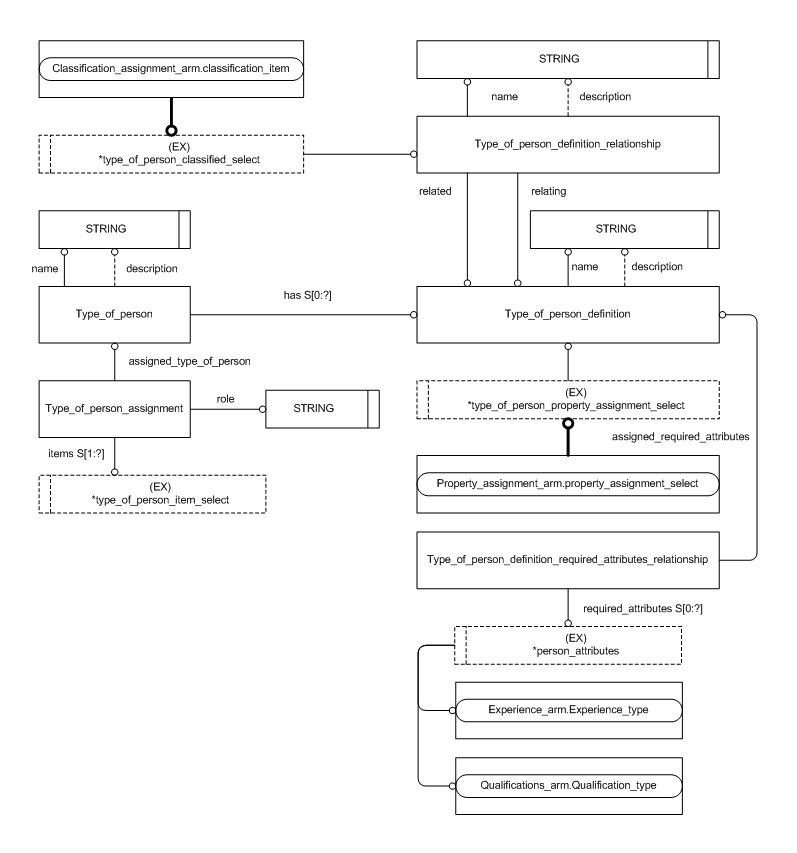 Classification_assignment_arm.classification_item
STRING
name
description
(EX)
*type_of_person_classified_select
Type_of_person_definition_relationship
related
relating
STRING
name
description
STRING
name
description
Type_of_person
has S[0:?]
Type_of_person_definition
assigned_type_of_person
Type_of_person_assignment
role
STRING
(EX)
*type_of_person_property_assignment_select
assigned_required_attributes
items S[1:?]
(EX)
*type_of_person_item_select
Property_assignment_arm.property_assignment_select
Type_of_person_definition_required_attributes_relationship
required_attributes S[0:?]
(EX)
*person_attributes
Experience_arm.Experience_type
Qualifications_arm.Qualification_type